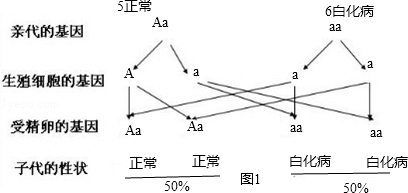 5正常 6白化病
亲代的基因 Aa aa
生殖细胞的基因 A a a a
受精卵的基因 Aa Aa aa aa
子代的性状 正常 正常 白化病 白化病
50% 图1 50%